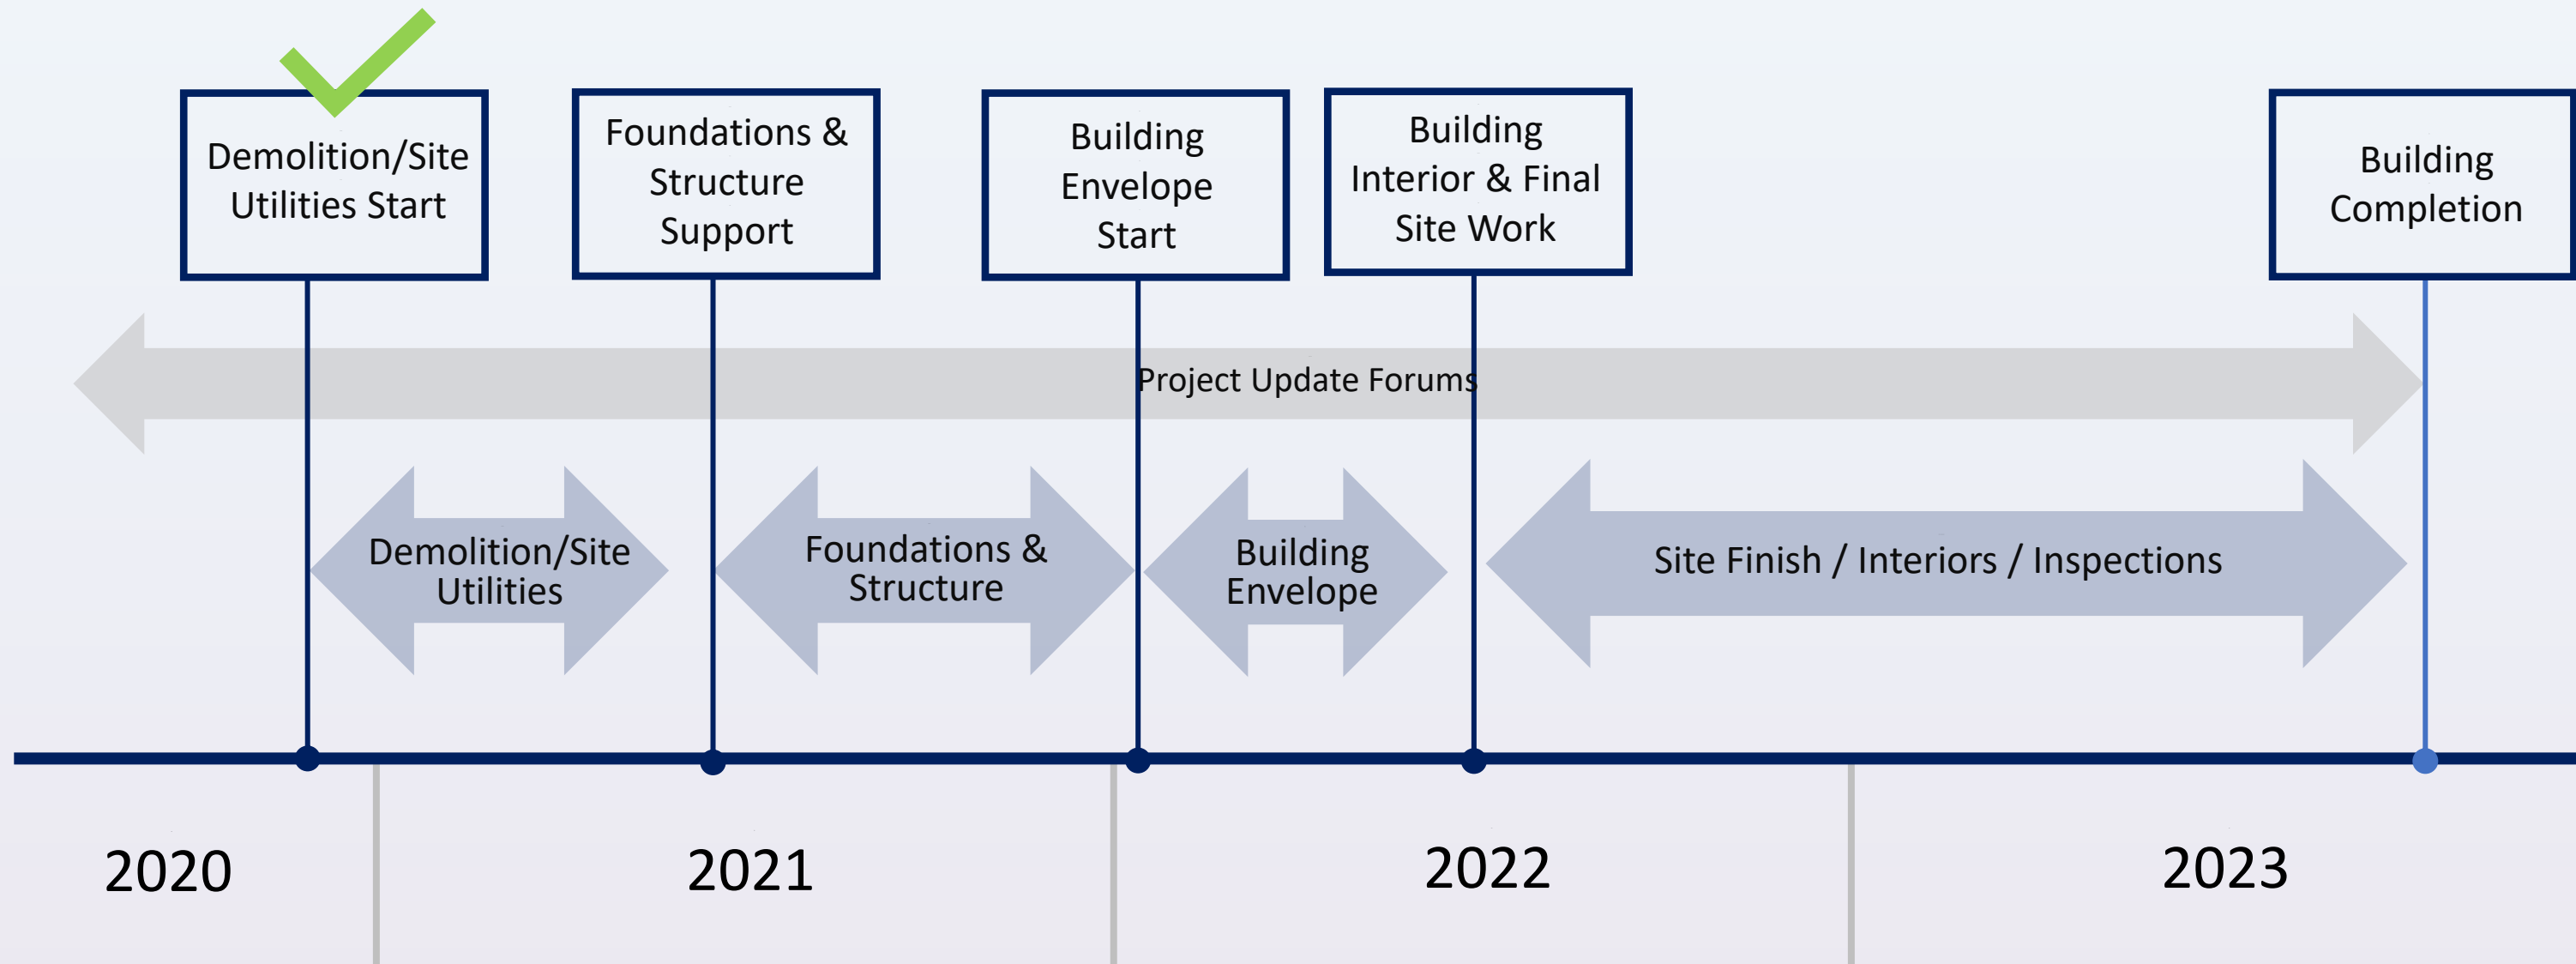 Demolition/Site
Utilities Start
Foundations &
Structure
Support
Building
Envelope
Start
Building
Interior & Final
Site Work
Building
Completion
Project Update Forums
Demolition/Site
Utilities
Foundations &
Structure
Building
Envelope
Site Finish / Interiors / Inspections
2020
2021
2022
2023